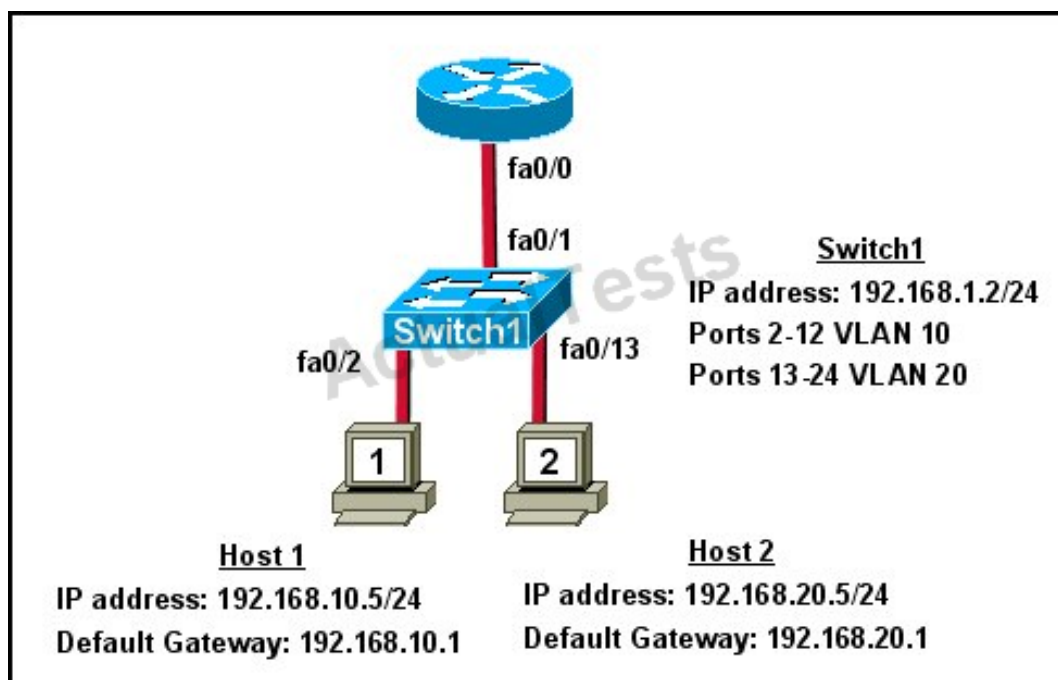 fa0/0
fa0/1
ActualTests
Switch1
fa0/2
fa0/13
Switch1
IP address: 192.168.1.2/24
Ports 2-12 VLAN 10
Ports 13-24 VLAN 20
1
2
Host 1
IP address: 192.168.10.5/24
Default Gateway: 192.168.10.1
Host 2
IP address: 192.168.20.5/24
Default Gateway: 192.168.20.1